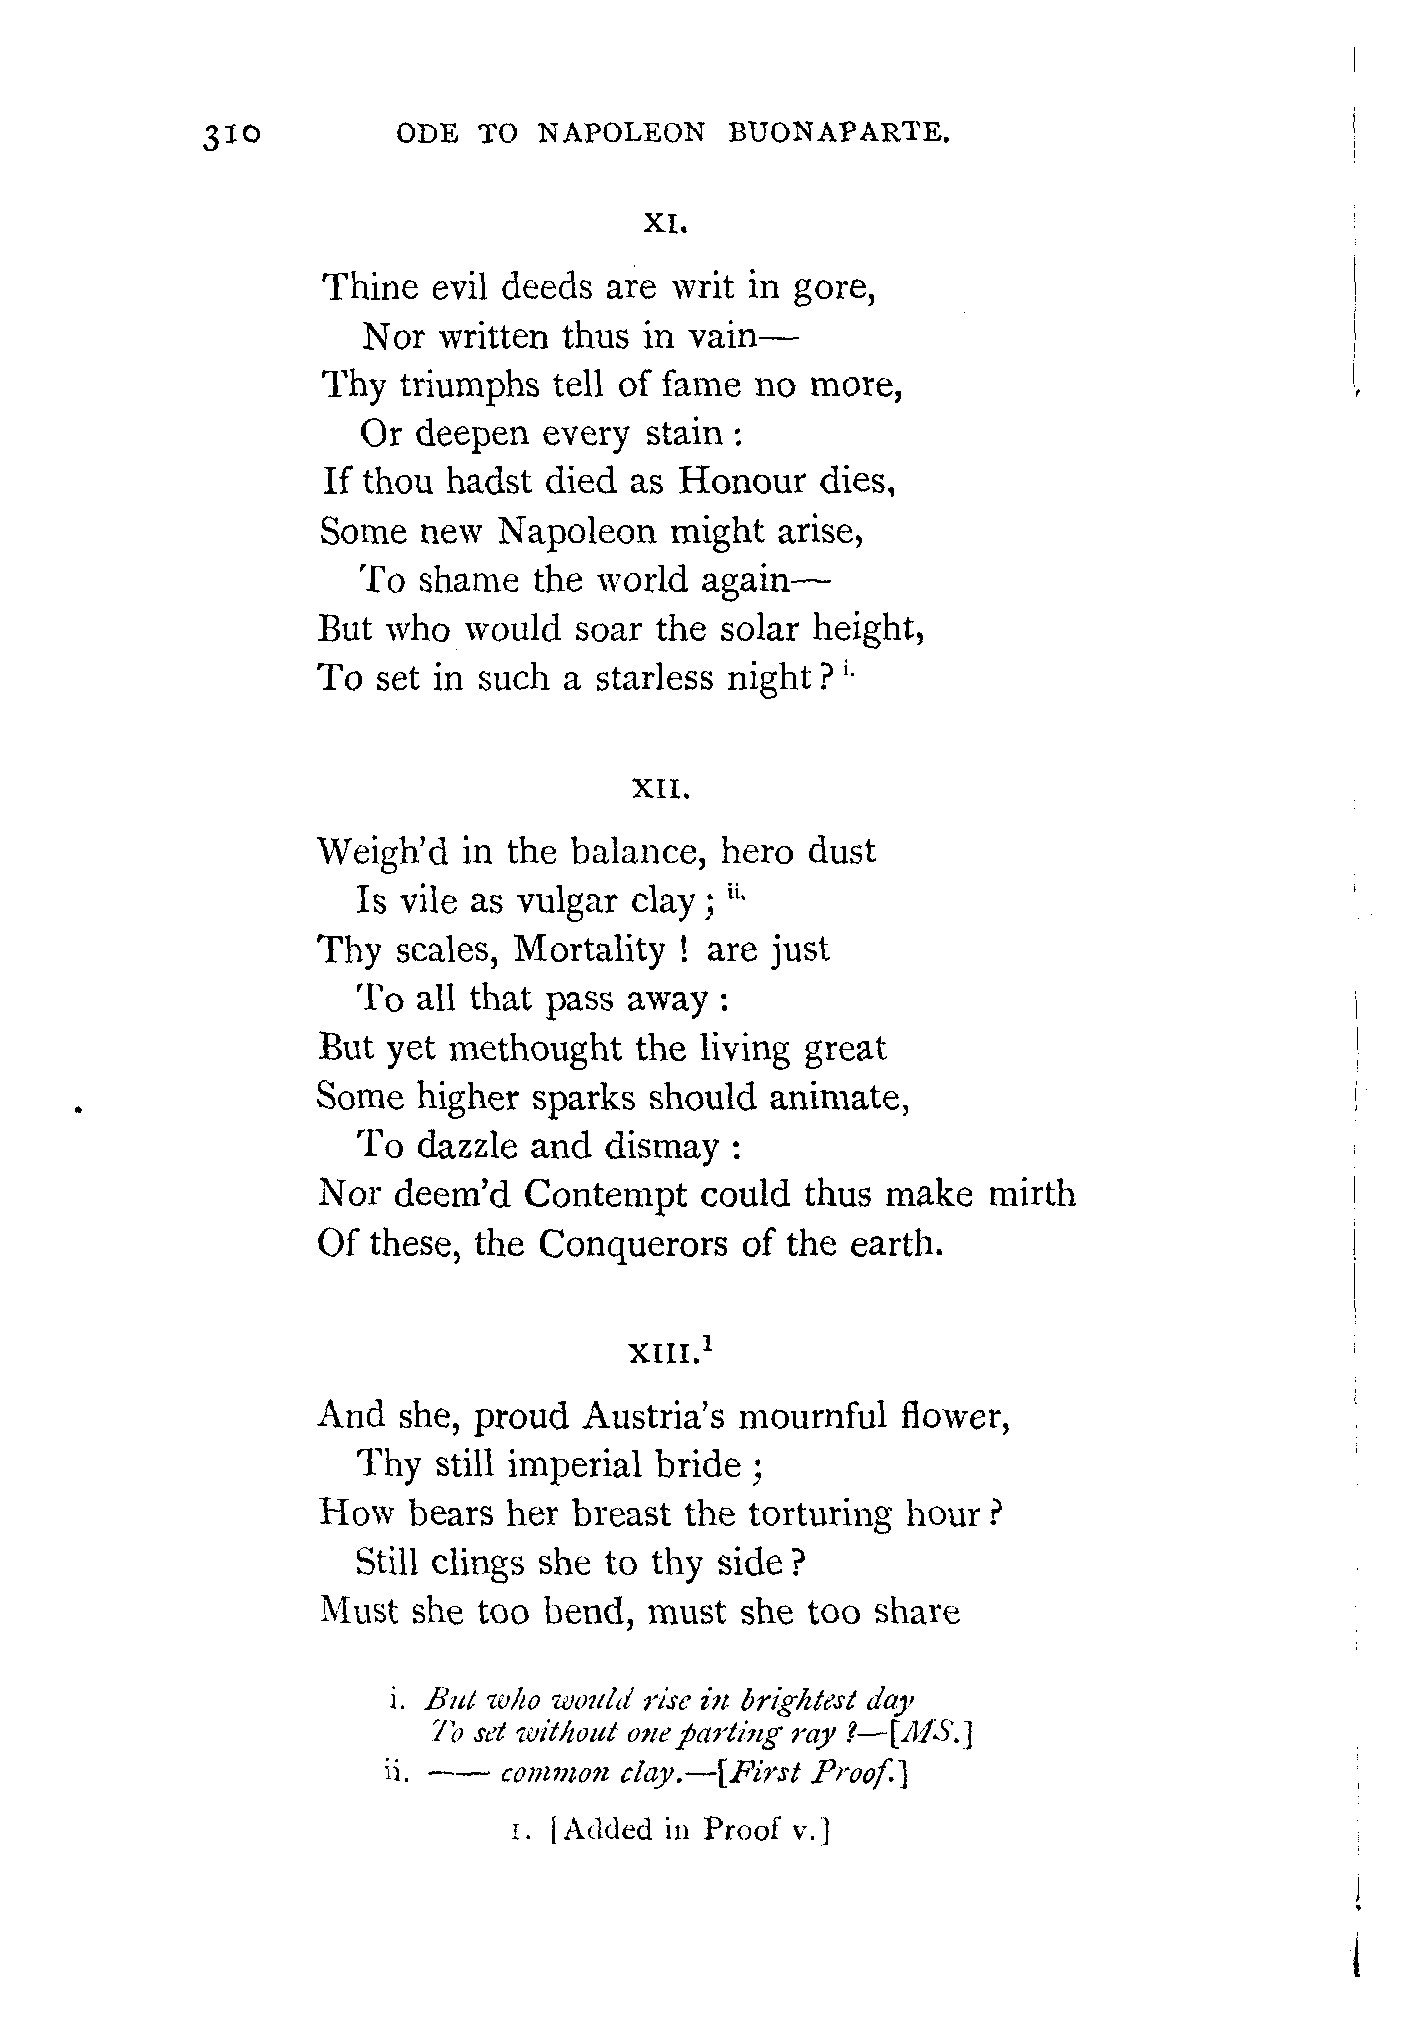 310 ODE TO NAPOLEON BUONAPARTE.
XI.
Thine evil deeds are writ in gore,
Nor written thus in vain—
Thy triumphs tell of fame no more,
Or deepen every stain :
If thou hadst died as Honour dies,
Some new Napoleon might arise,
To shame the world again—
But who would soar the solar height,
To set in such a starless night ? i.
XII.
Weigh'd in the balance, hero dust
Is vile as vulgar clay ; ii.
Thy scales, Mortality ! are just
To all that pass away :
But yet methought the living great
Some higher sparks should animate,
To dazzle and dismay :
Nor deem'd Contempt could thus make mirth
Of these, the Conquerors of the earth.
XIII.¹
And she, proud Austria's mournful flower,
Thy still imperial bride ;
How bears her breast the torturing hour ?
Still clings she to thy side ?
Must she too bend, must she too share
i. But who would rise in brightest day
To set without one parting ray ?—[MS.]
ii. —— common clay.—[First Proof.]
1. [Added in Proof v.]